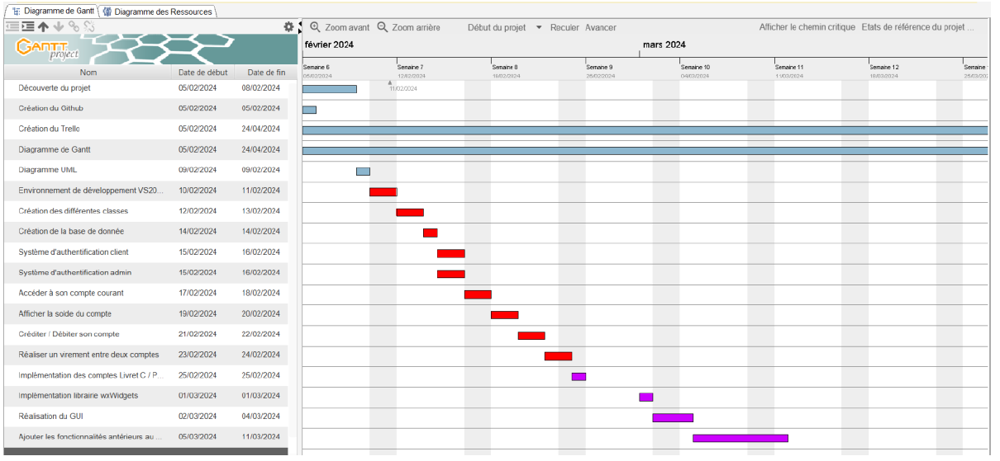 Diagramme de Gantt Diagramme des Ressources
Zoom avant Zoom arrière Début du projet Reculer Avancer Afficher le chemin critique Etats de référence du projet ...
GANTT project
février 2024 mars 2024
Nom Date de début Date de fin
Semaine 6 Semaine 7 Semaine 8 Semaine 9 Semaine 10 Semaine 11 Semaine 12 Semaine
05/02/2024 12/02/2024 19/02/2024 26/02/2024 04/03/2024 11/03/2024 18/03/2024 25/03/202
11/02/2024
Découverte du projet 05/02/2024 08/02/2024
Création du Github 05/02/2024 05/02/2024
Création du Trello 05/02/2024 24/04/2024
Diagramme de Gantt 05/02/2024 24/04/2024
Diagramme UML 09/02/2024 09/02/2024
Environnement de développement VS20... 10/02/2024 11/02/2024
Création des différentes classes 12/02/2024 13/02/2024
Création de la base de donnée 14/02/2024 14/02/2024
Système d'authentification client 15/02/2024 16/02/2024
Système d'authentification admin 15/02/2024 16/02/2024
Accéder à son compte courant 17/02/2024 18/02/2024
Afficher la solde du compte 19/02/2024 20/02/2024
Créditer / Débiter son compte 21/02/2024 22/02/2024
Réaliser un virement entre deux comptes 23/02/2024 24/02/2024
Implémentation des comptes Livret C / P... 25/02/2024 25/02/2024
Implémentation librairie wxWidgets 01/03/2024 01/03/2024
Réalisation du GUI 02/03/2024 04/03/2024
Ajouter les fonctionnalités antérieurs au ... 05/03/2024 11/03/2024